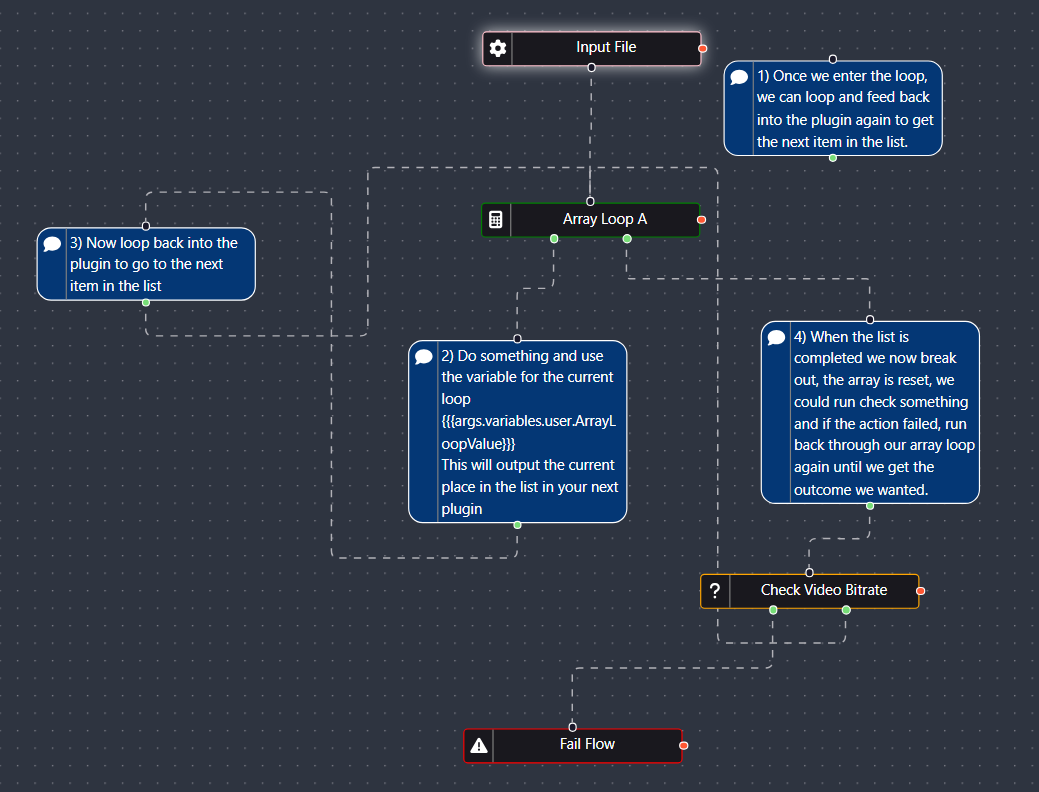 Input File
1) Once we enter the loop,
we can loop and feed back
into the plugin again to get
the next item in the list.
Array Loop A
3) Now loop back into the
plugin to go to the next
item in the list
2) Do something and use
the variable for the current
loop
{{{args.variables.user.ArrayL
oopValue}}}
This will output the current
place in the list in your next
plugin
4) When the list is
completed we now break
out, the array is reset, we
could run check something
and if the action failed, run
back through our array loop
again until we get the
outcome we wanted.
Check Video Bitrate
Fail Flow